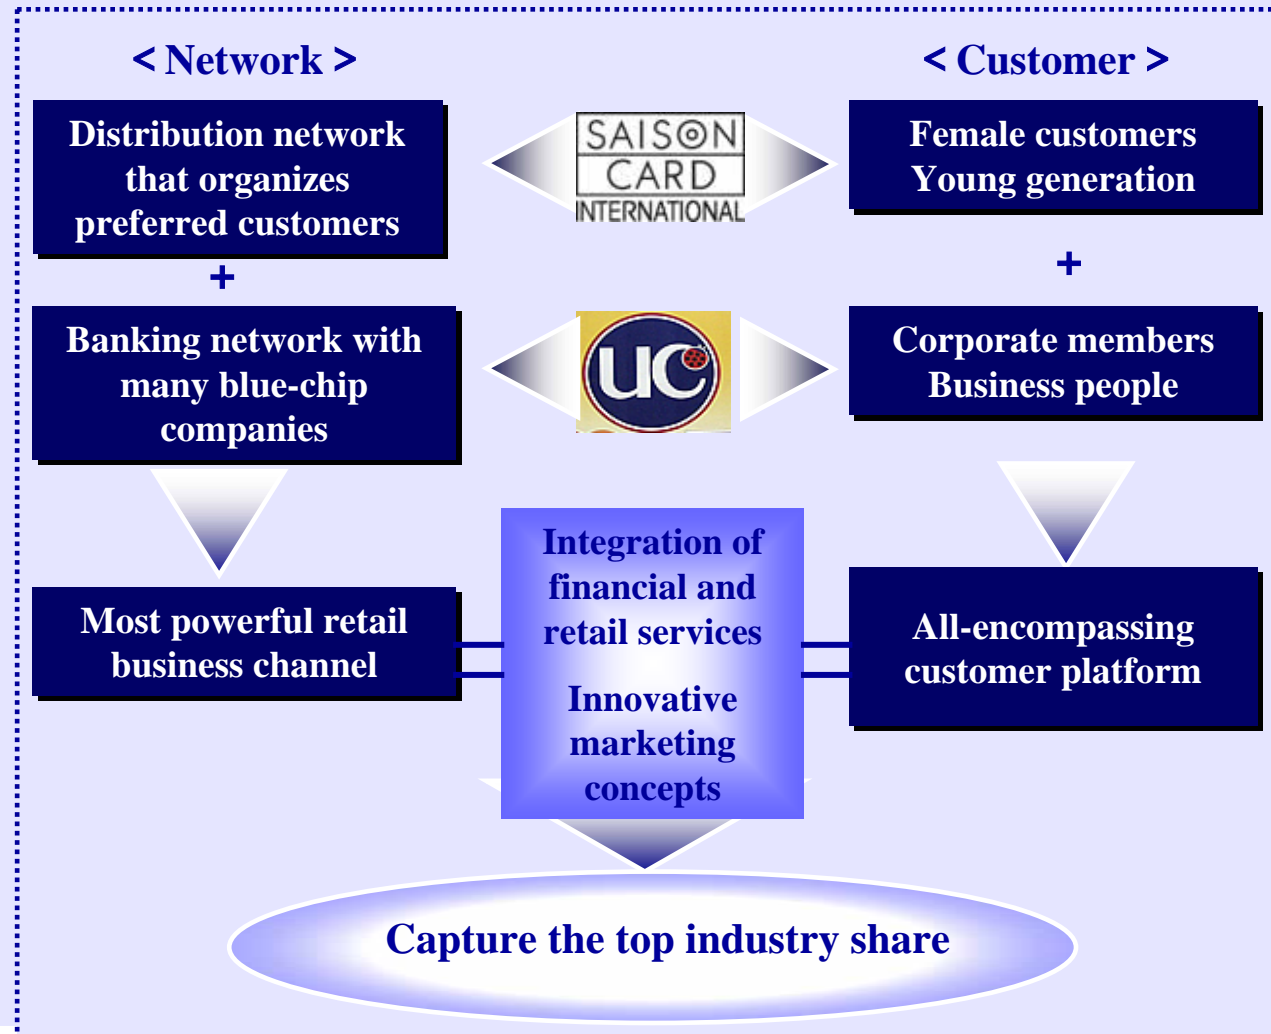 < Network >
< Customer >
Distribution network
that organizes
preferred customers
SAISON
CARD
INTERNATIONAL
Female customers
Young generation
+
+
Banking network with
many blue-chip
companies
UC
Corporate members
Business people
Most powerful retail
business channel
Integration of
financial and
retail services
Innovative
marketing
concepts
All-encompassing
customer platform
Capture the top industry share